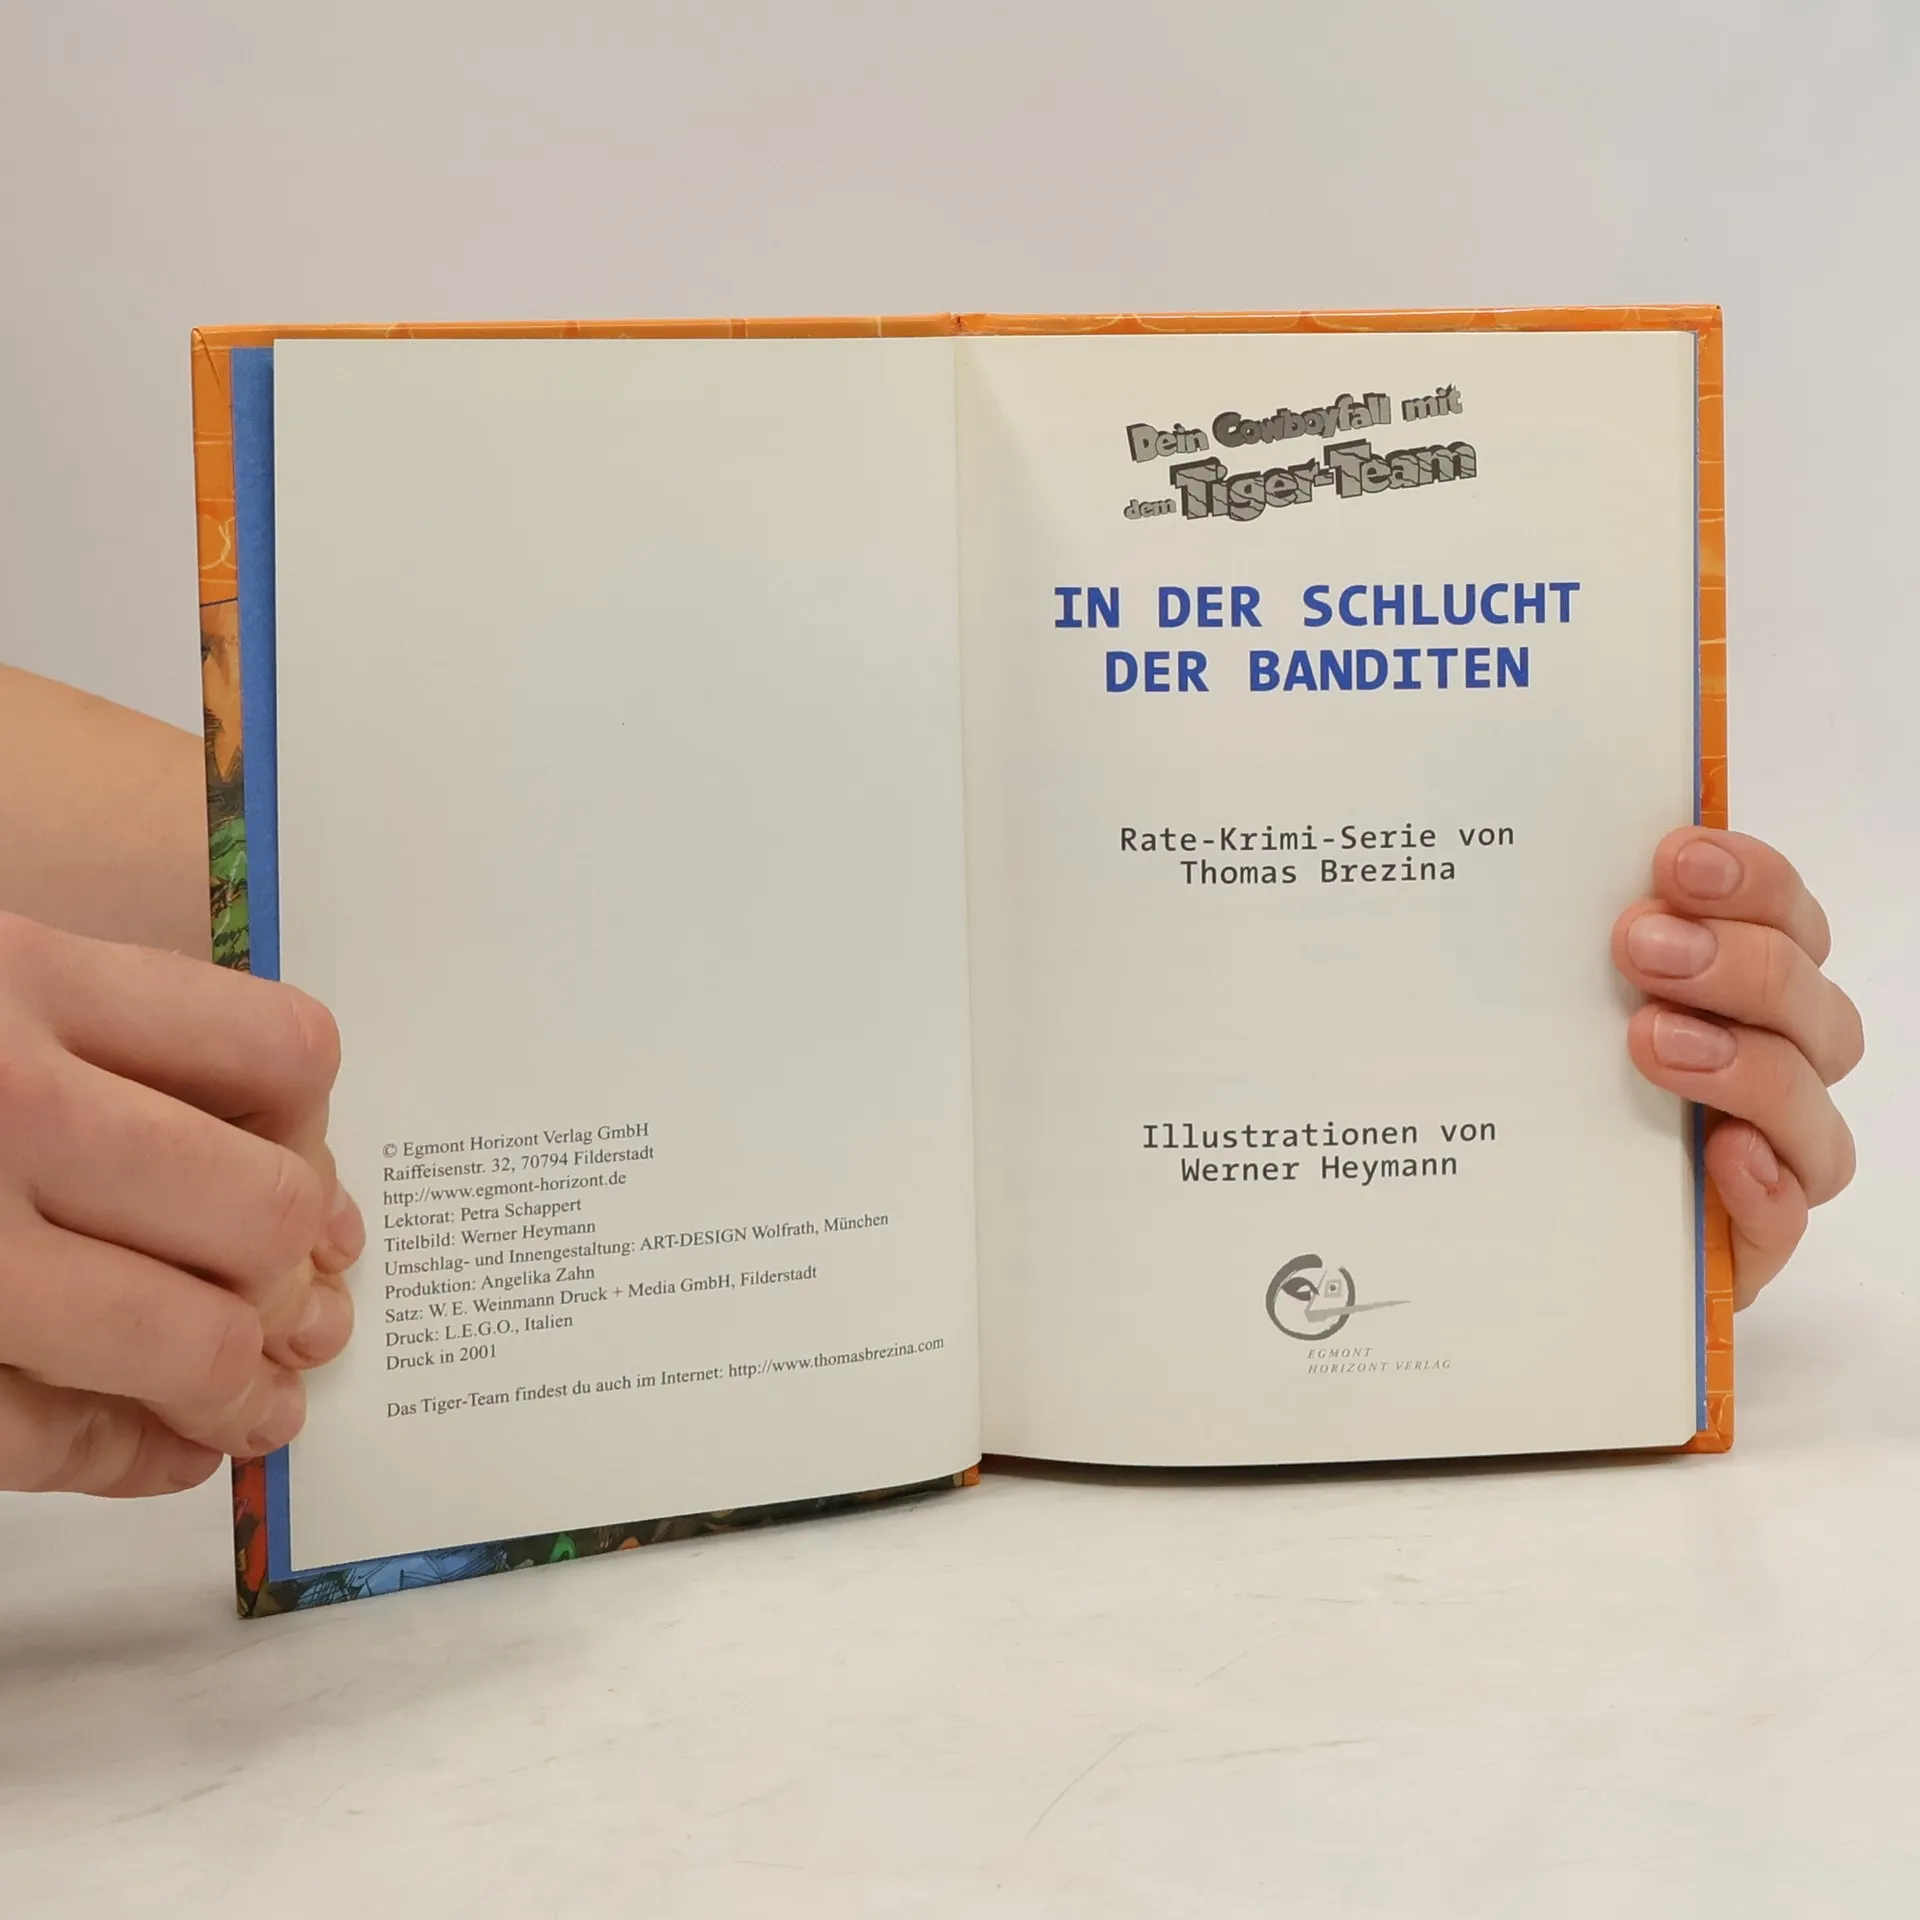 © Egmont Horizont Verlag GmbH
Raiffeisenstr. 32, 70794 Filderstadt
http://www.egmont-horizont.de
Lektorat: Petra Schappert
Titelbild: Werner Heymann
Umschlag- und Innengestaltung: ART-DESIGN Wolfrath, München
Produktion: Angelika Zahn
Satz: W. E. Weinmann Druck + Media GmbH, Filderstadt
Druck: L.E.G.O., Italien
Druck in 2001
Das Tiger-Team findest du auch im Internet: http://www.thomasbrezina.com
Dein Cowboyfall mit
dem Tiger-Team
IN DER SCHLUCHT
DER BANDITEN
Rate-Krimi-Serie von
Thomas Brezina
Illustrationen von
Werner Heymann
EGMONT
HORIZONT VERLAG